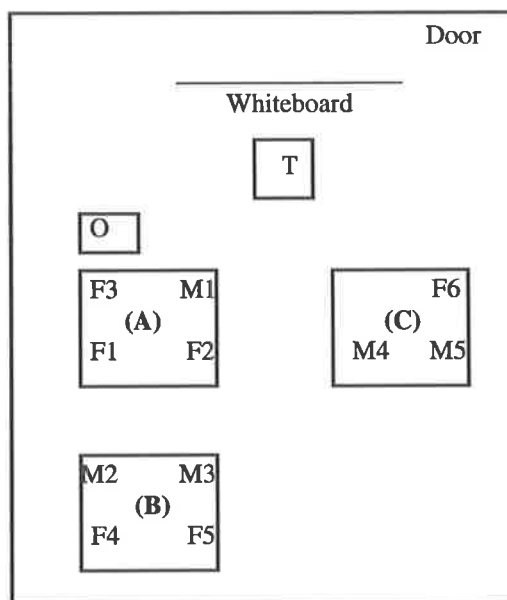 Door
Whiteboard
T
O
F3 M1
(A)
F1 F2
F6
(C)
M4 M5
M2 M3
(B)
F4 F5